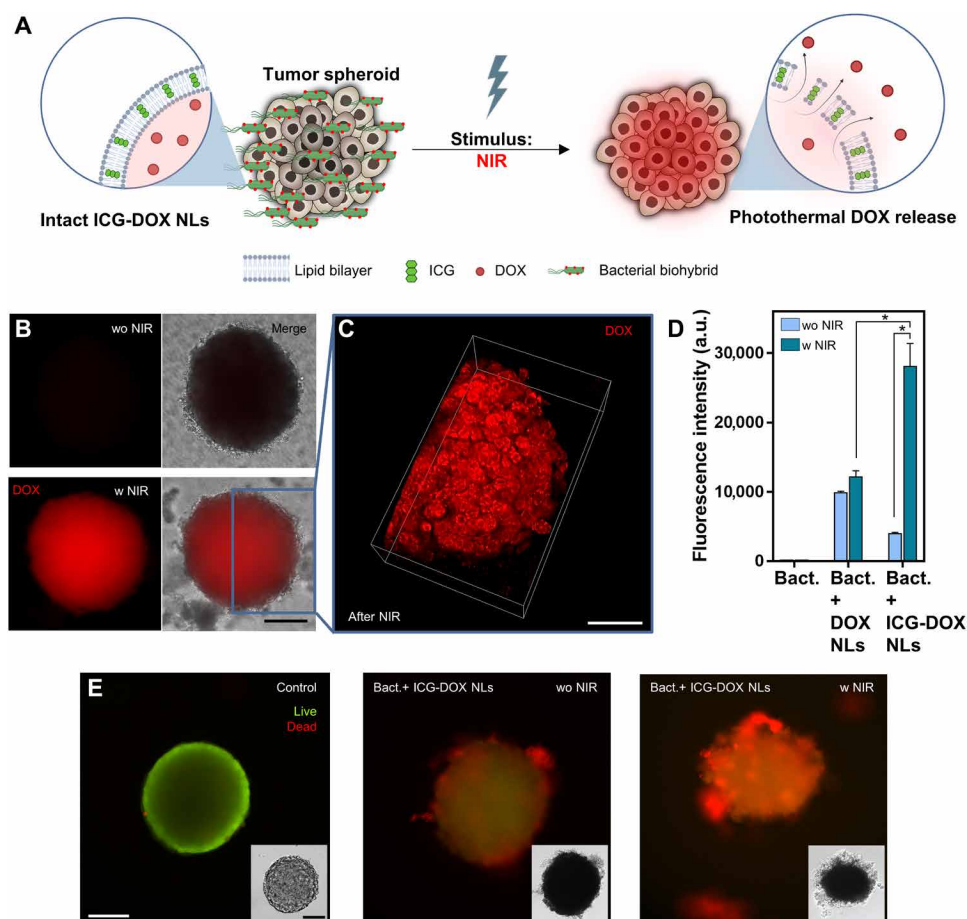 A
Tumor spheroid
Stimulus:
NIR
Intact ICG-DOX NLs
Photothermal DOX release
Lipid bilayer
ICG
DOX
Bacterial biohybrid
B
wo NIR
Merge
DOX
w NIR
C
DOX
After NIR
D
wo NIR
w NIR
*
*
Fluorescence intensity (a.u.)
30,000
20,000
10,000
0
Bact.
Bact.
+
DOX
NLs
Bact.
+
ICG-DOX
NLs
E
Control
Live
Dead
Bact.+ ICG-DOX NLs
wo NIR
Bact.+ ICG-DOX NLs
w NIR